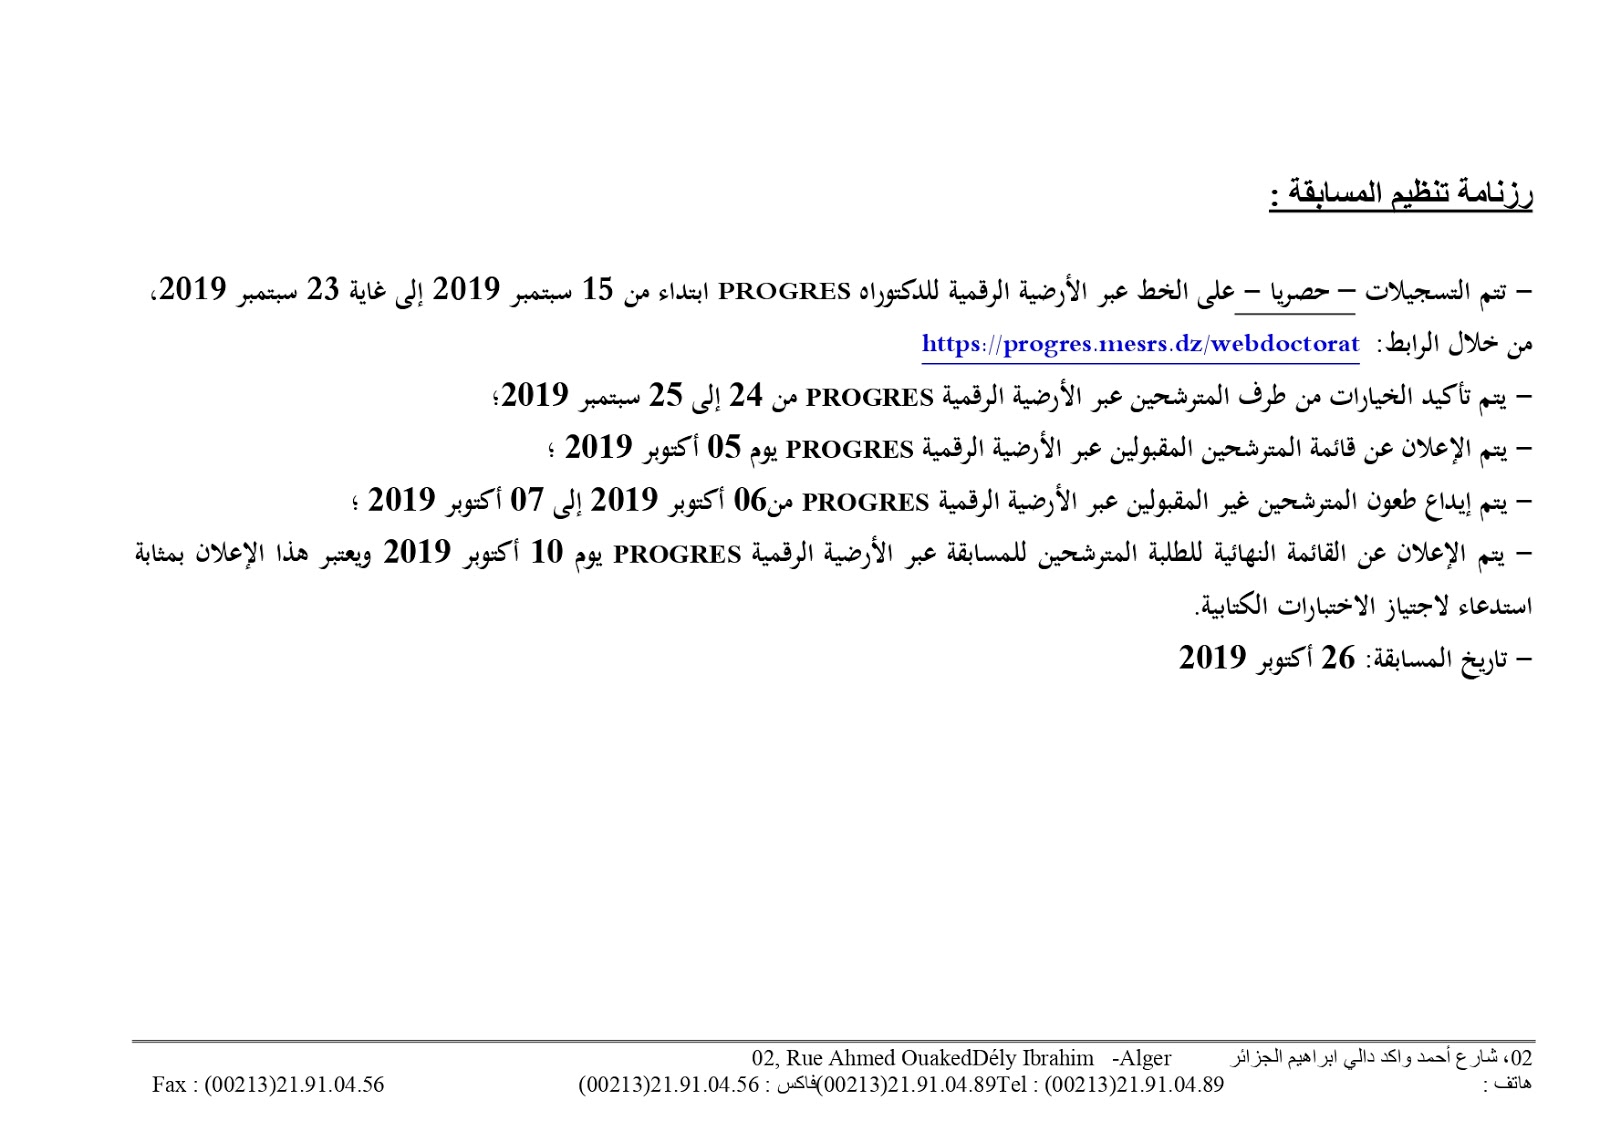 رزنامة تنظيم المسابقة :
– تتم التسجيلات – حصريا – على الخط عبر الأرضية الرقمية للدكتوراه PROGRES ابتداء من 15 سبتمبر 2019 إلى غاية 23 سبتمبر 2019،
من خلال الرابط: https://progres.mesrs.dz/webdoctorat
– يتم تأكيد الخيارات من طرف المترشحين عبر الأرضية الرقمية PROGRES من 24 إلى 25 سبتمبر 2019؛
– يتم الإعلان عن قائمة المترشحين المقبولين عبر الأرضية الرقمية PROGRES يوم 05 أكتوبر 2019 ؛
– يتم إيداع طعون المترشحين غير المقبولين عبر الأرضية الرقمية PROGRES من06 أكتوبر 2019 إلى 07 أكتوبر 2019 ؛
– يتم الإعلان عن القائمة النهائية للطلبة المترشحين للمسابقة عبر الأرضية الرقمية PROGRES يوم 10 أكتوبر 2019 ويعتبر هذا الإعلان بمثابة
استدعاء لاجتياز الاختبارات الكتابية.
– تاريخ المسابقة: 26 أكتوبر 2019
02، شارع أحمد واكد دالي ابراهيم الجزائر 02, Rue Ahmed OuakedDély Ibrahim -Alger
هاتف : (00213)21.91.04.89Tel : (00213)21.91.04.89 فاكس : (00213)21.91.04.56 Fax : (00213)21.91.04.56